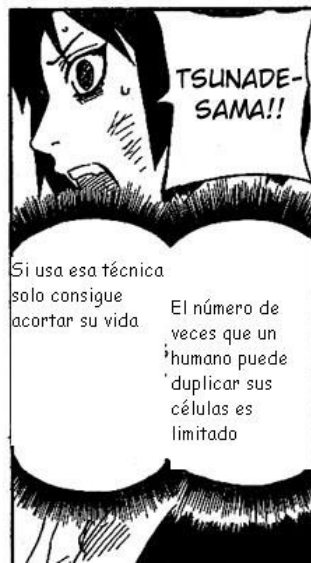 TSUNADE-
SAMA!!
Si usa esa técnica
solo consigue
acortar su vida
El número de
veces que un
humano puede
duplicar sus
células es
limitado